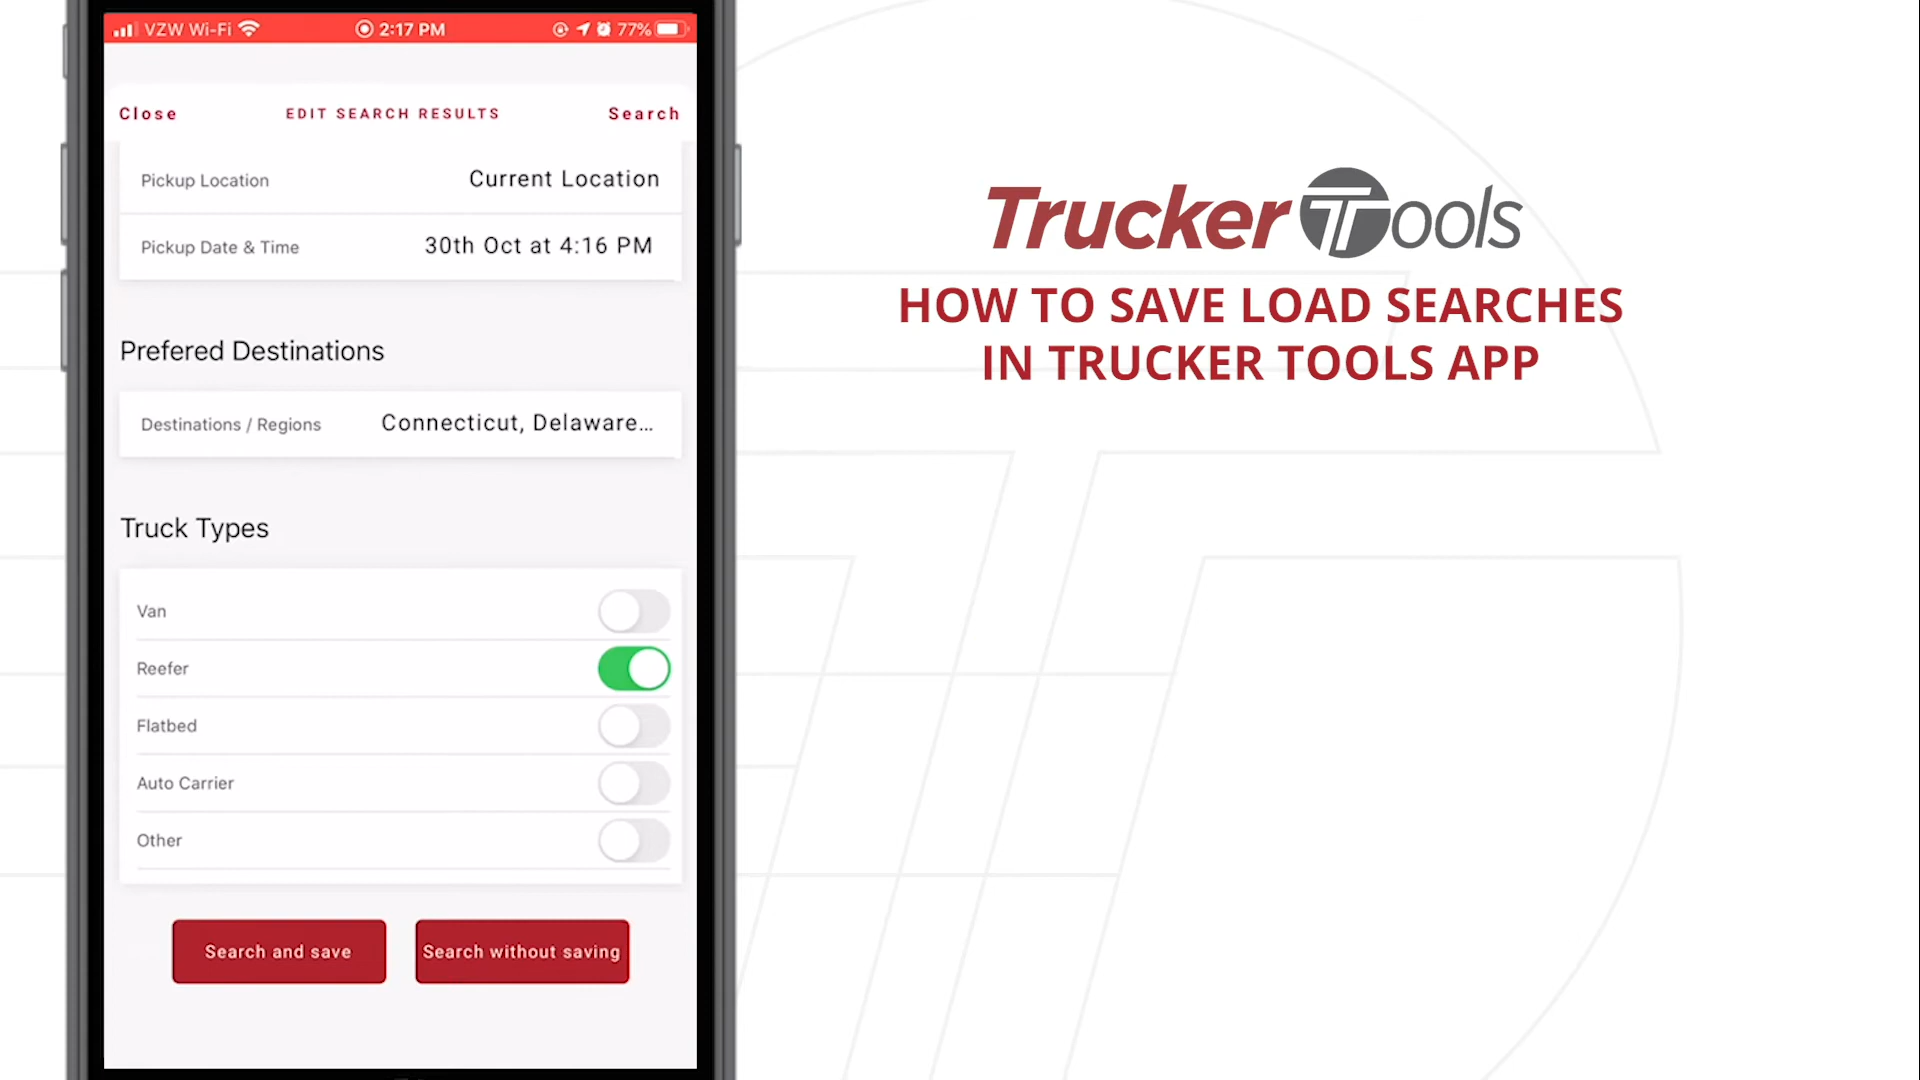 VZW Wi-Fi 2:17 PM 77%
Close EDIT SEARCH RESULTS Search
Pickup Location Current Location
Pickup Date & Time 30th Oct at 4:16 PM
Prefered Destinations
Destinations / Regions Connecticut, Delaware...
Truck Types
Van
Reefer
Flatbed
Auto Carrier
Other
Search and save Search without saving
Trucker Tools
HOW TO SAVE LOAD SEARCHES
IN TRUCKER TOOLS APP